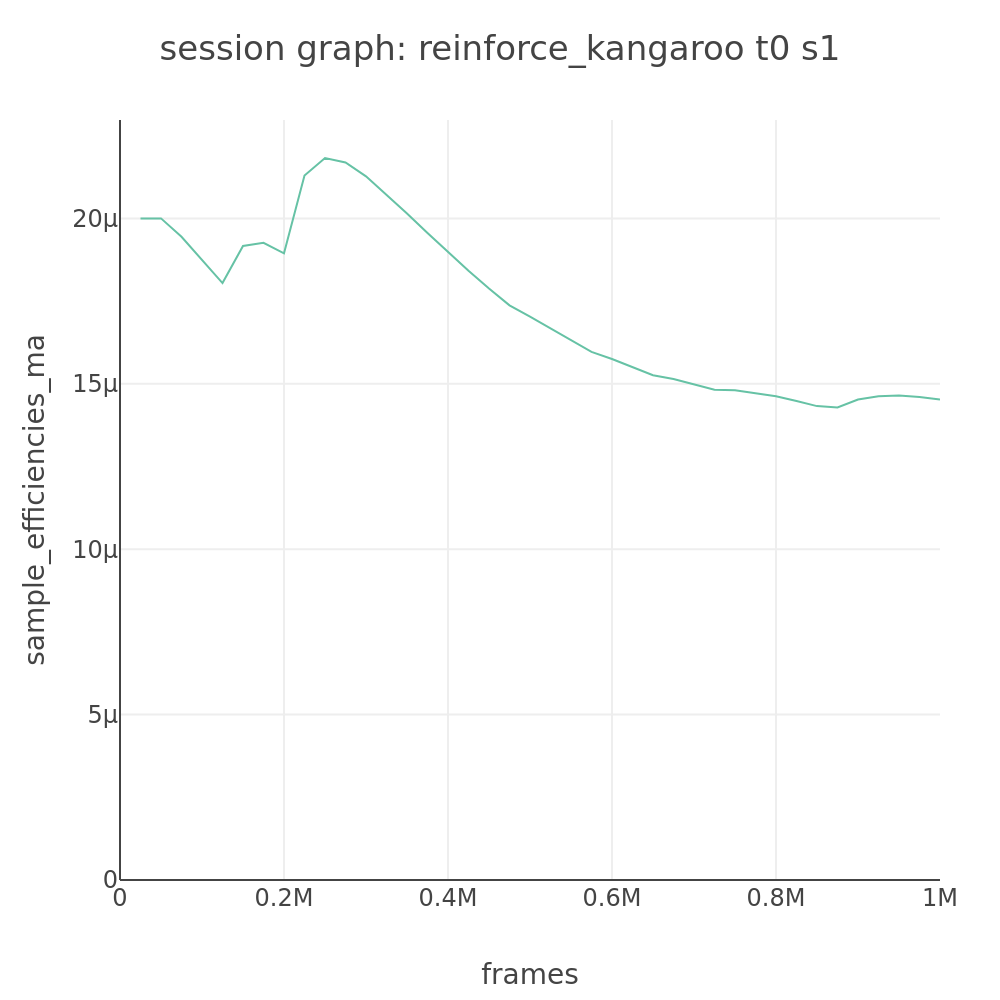 session graph: reinforce_kangaroo t0 s1
20μ
15μ
10μ
5μ
0
sample_efficiencies_ma
0 0.2M 0.4M 0.6M 0.8M 1M
frames